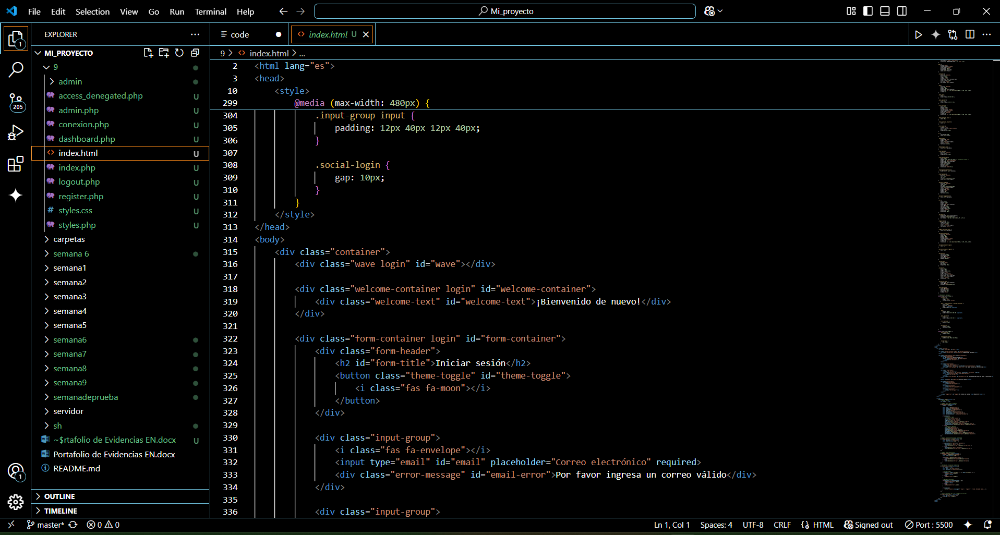 File Edit Selection View Go Run Terminal Help
Mi_proyecto
EXPLORER
MI_PROYECTO
9
admin
access_denegated.php U
admin.php U
conexion.php U
dashboard.php U
index.html U
index.php U
logout.php U
register.php U
styles.css U
styles.php U
carpetas
semana 6
semana1
semana2
semana3
semana4
semana5
semana6
semana7
semana8
semana9
semanadeprueba
servidor
sh
~$rtafolio de Evidencias EN.docx U
Portafolio de Evidencias EN.docx
README.md
OUTLINE
TIMELINE
1
205
1
code
index.html U
9 > index.html > ...
2 <html lang="es">
3 <head>
10 <style>
299 @media (max-width: 480px) {
304 .input-group input {
305 padding: 12px 40px 12px 40px;
306 }
307
308 .social-login {
309 gap: 10px;
310 }
311 }
312 </style>
313 </head>
314 <body>
315 <div class="container">
316 <div class="wave login" id="wave"></div>
317
318 <div class="welcome-container login" id="welcome-container">
319 <div class="welcome-text" id="welcome-text">¡Bienvenido de nuevo!</div>
320 </div>
321
322 <div class="form-container login" id="form-container">
323 <div class="form-header">
324 <h2 id="form-title">Iniciar sesión</h2>
325 <button class="theme-toggle" id="theme-toggle">
326 <i class="fas fa-moon"></i>
327 </button>
328 </div>
329
330 <div class="input-group">
331 <i class="fas fa-envelope"></i>
332 <input type="email" id="email" placeholder="Correo electrónico" required>
333 <div class="error-message" id="email-error">Por favor ingresa un correo válido</div>
334 </div>
335
336 <div class="input-group">
master* 0 0
Ln 1, Col 1 Spaces: 4 UTF-8 CRLF {} HTML Signed out Port : 5500